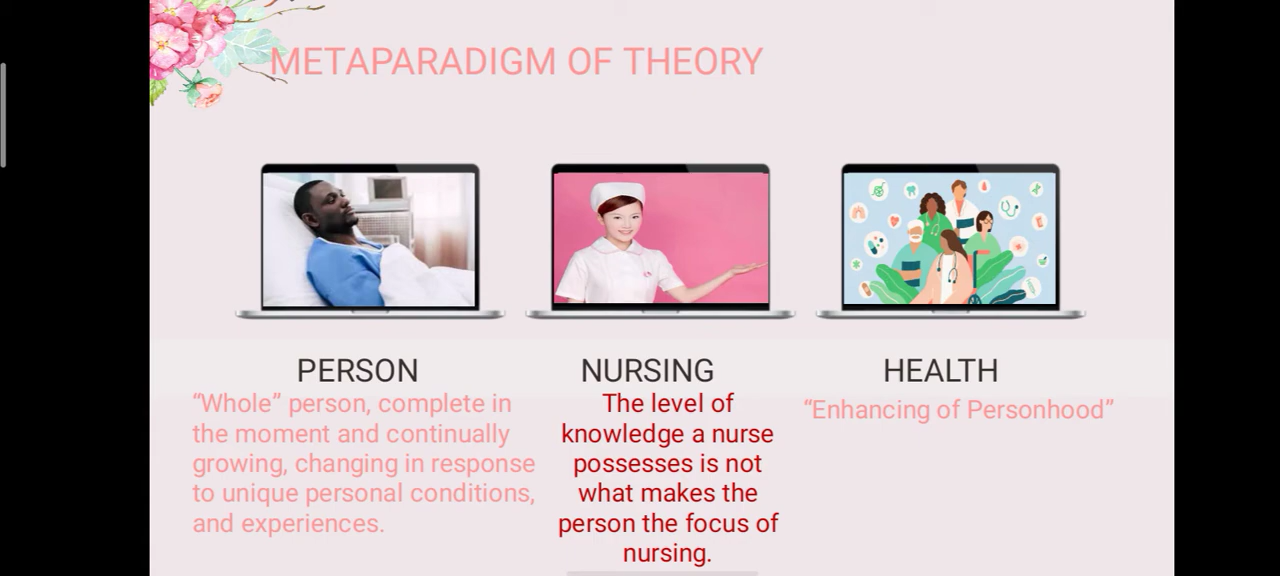 METAPARADIGM OF THEORY
PERSON
“Whole” person, complete in
the moment and continually
growing, changing in response
to unique personal conditions,
and experiences.
NURSING
The level of
knowledge a nurse
possesses is not
what makes the
person the focus of
nursing.
HEALTH
“Enhancing of Personhood”